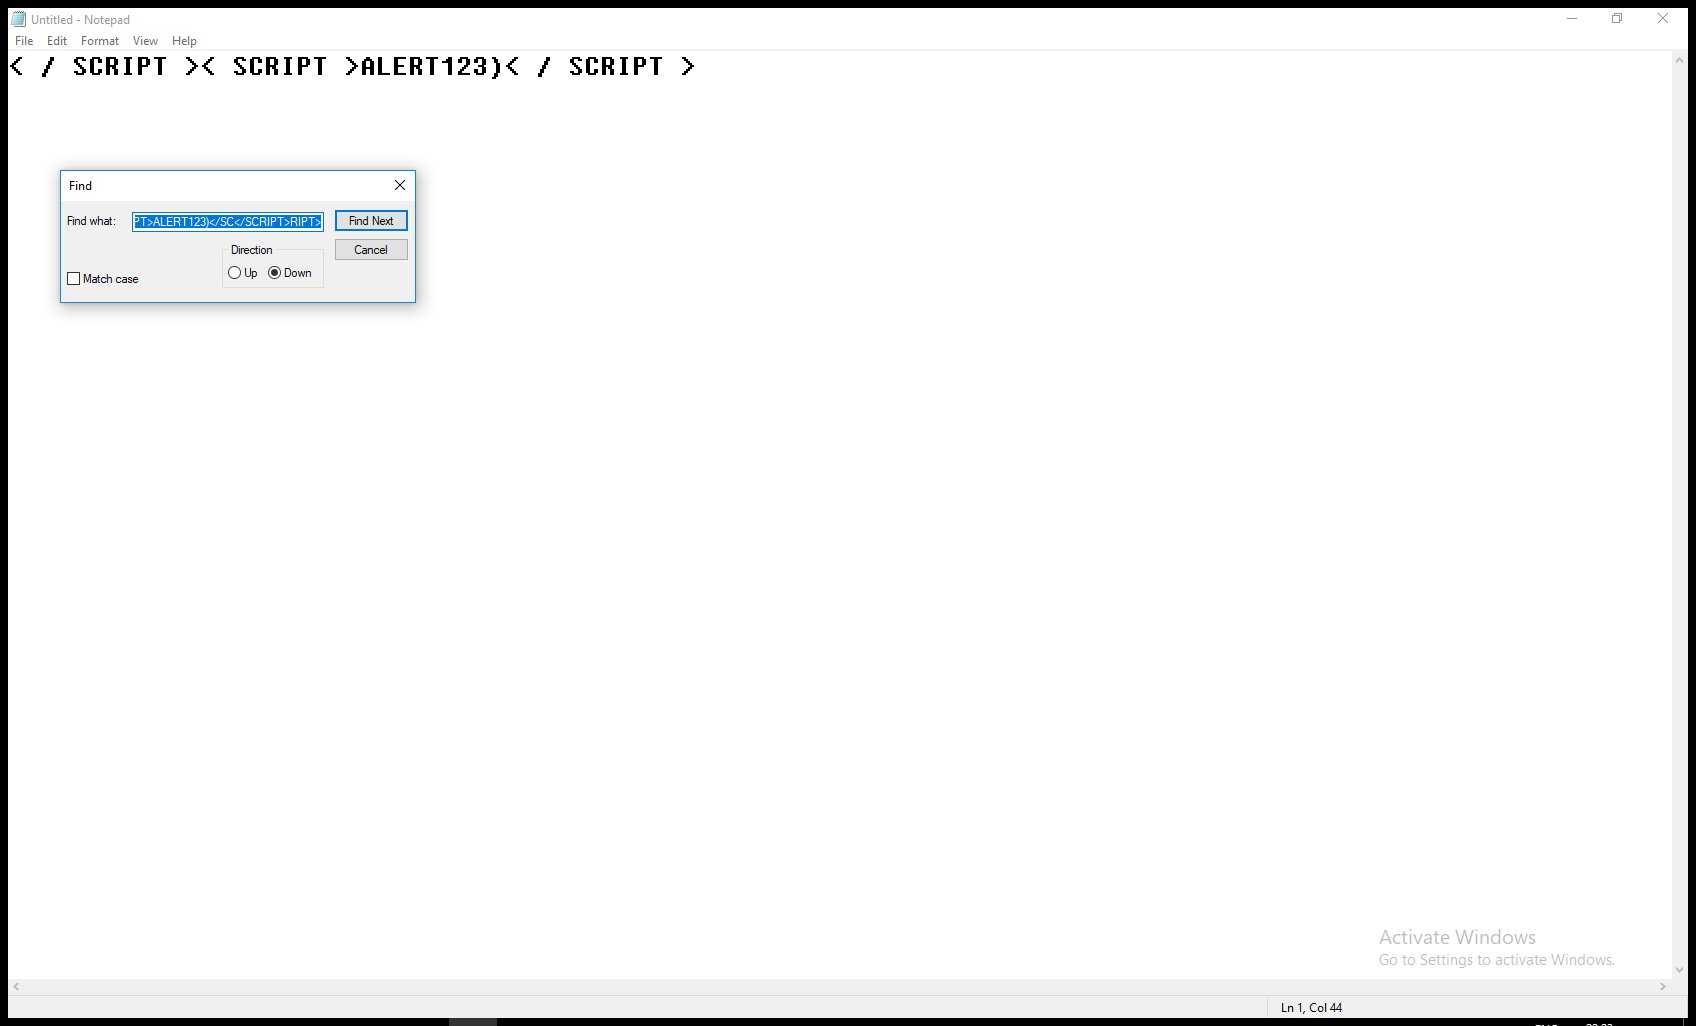 Untitled - Notepad
File Edit Format View Help
< / SCRIPT >< SCRIPT >ALERT123)< / SCRIPT >
Find
Find what: PT>ALERT123)</SC</SCRIPT>RIPT> Find Next
Direction Cancel
Up Down
Match case
Activate Windows
Go to Settings to activate Windows.
Ln 1, Col 44